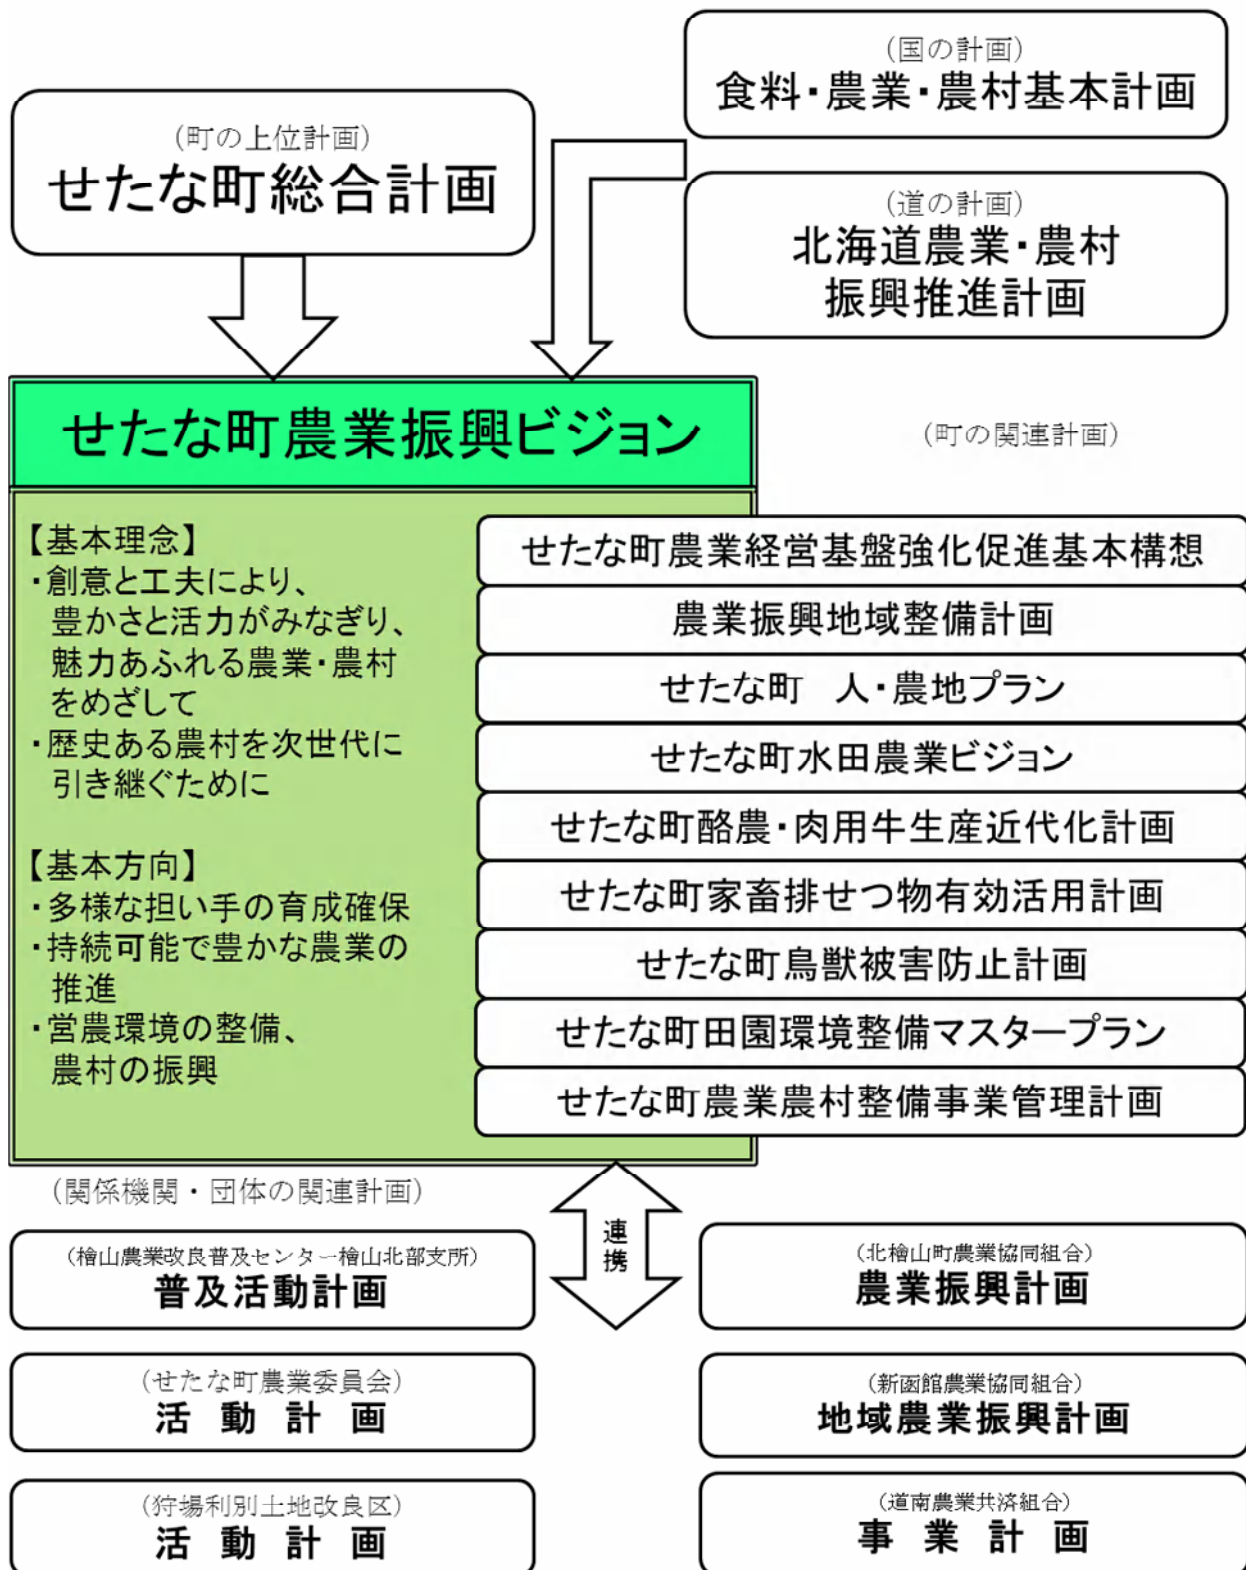 (国の計画)
食料・農業・農村基本計画
(町の上位計画)
せたな町総合計画
(道の計画)
北海道農業・農村
振興推進計画
せたな町農業振興ビジョン
(町の関連計画)
【基本理念】
・創意と工夫により、
豊かさと活力がみなぎり、
魅力あふれる農業・農村
をめざして
・歴史ある農村を次世代に
引き継ぐために
【基本方向】
・多様な担い手の育成確保
・持続可能で豊かな農業の
推進
・営農環境の整備、
農村の振興
せたな町農業経営基盤強化促進基本構想
農業振興地域整備計画
せたな町 人・農地プラン
せたな町水田農業ビジョン
せたな町酪農・肉用牛生産近代化計画
せたな町家畜排せつ物有効活用計画
せたな町鳥獣被害防止計画
せたな町田園環境整備マスタープラン
せたな町農業農村整備事業管理計画
(関係機関・団体の関連計画)
連携
(檜山農業改良普及センター檜山北部支所)
普及活動計画
(北檜山町農業協同組合)
農業振興計画
(せたな町農業委員会)
活 動 計 画
(新函館農業協同組合)
地域農業振興計画
(狩場利別土地改良区)
活 動 計 画
(道南農業共済組合)
事 業 計 画